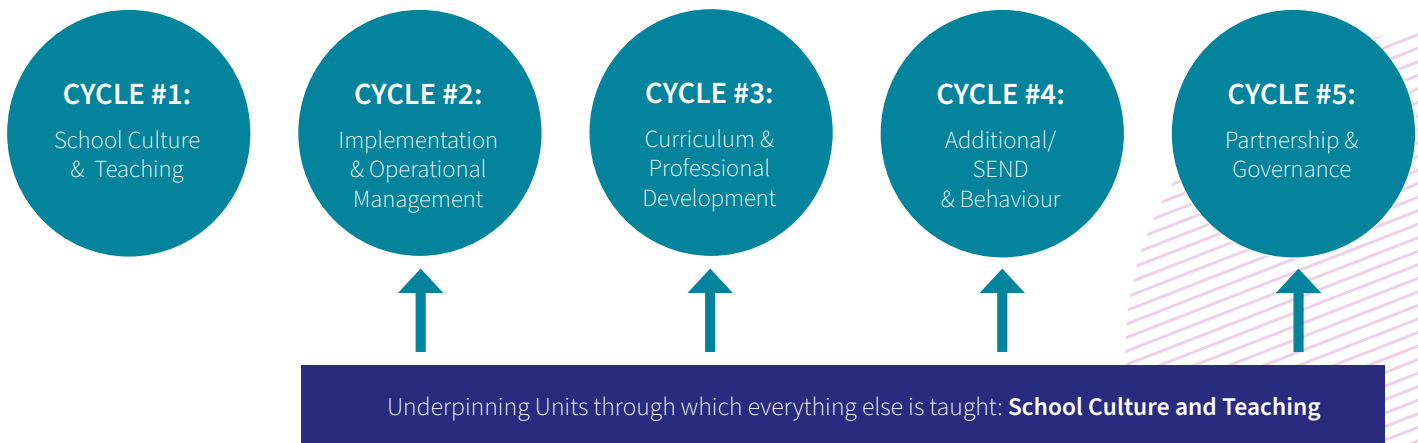 CYCLE #1:
School Culture
& Teaching
CYCLE #2:
Implementation
& Operational
Management
CYCLE #3:
Curriculum &
Professional
Development
CYCLE #4:
Additional/
SEND
& Behaviour
CYCLE #5:
Partnership &
Governance
Underpinning Units through which everything else is taught: School Culture and Teaching